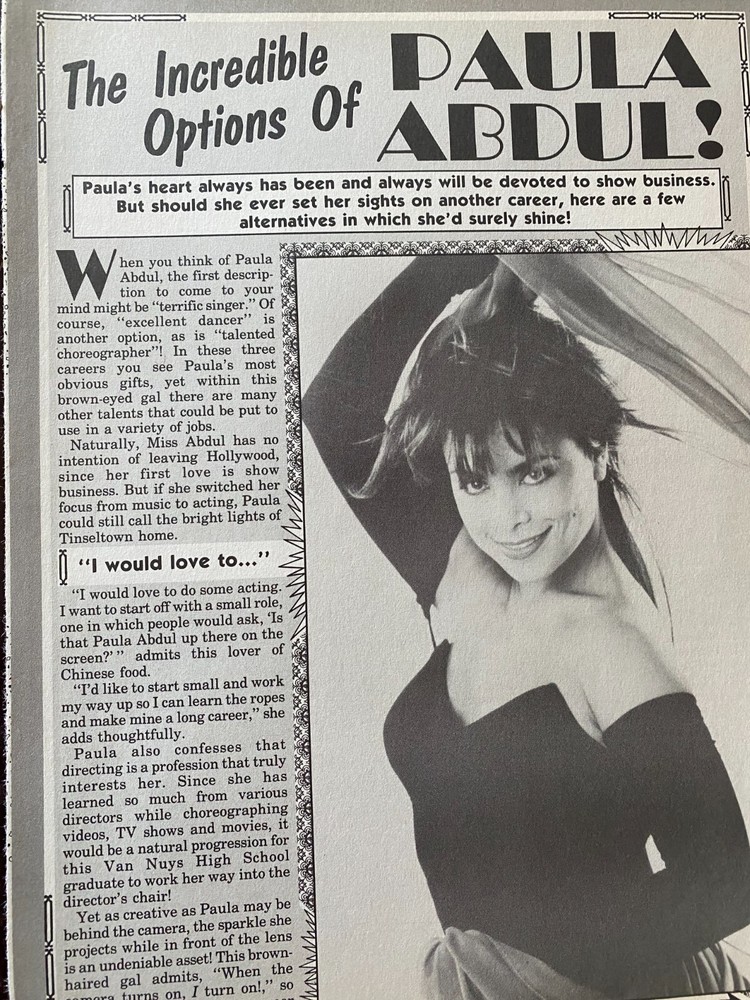 The Incredible
Options Of
PAULA
ABDUL!
Paula's heart always has been and always will be devoted to show business.
But should she ever set her sights on another career, here are a few
alternatives in which she'd surely shine!
When you think of Paula
Abdul, the first descrip-
tion to come to your
mind might be "terrific singer." Of
course, "excellent dancer" is
another option, as is "talented
choreographer"! In these three
careers you see Paula's most
obvious gifts, yet within this
brown-eyed gal there are many
other talents that could be put to
use in a variety of jobs.
Naturally, Miss Abdul has no
intention of leaving Hollywood,
since her first love is show
business. But if she switched her
focus from music to acting, Paula
could still call the bright lights of
Tinseltown home.
"I would love to..."
"I would love to do some acting.
I want to start off with a small role,
one in which people would ask, 'Is
that Paula Abdul up there on the
screen?' " admits this lover of
Chinese food.
"I'd like to start small and work
my way up so I can learn the ropes
and make mine a long career," she
adds thoughtfully.
Paula also confesses that
directing is a profession that truly
interests her. Since she has
learned so much from various
directors while choreographing
videos, TV shows and movies, it
would be a natural progression for
this Van Nuys High School
graduate to work her way into the
director's chair!
Yet as creative as Paula may be
behind the camera, the sparkle she
projects while in front of the lens
is an undeniable asset! This brown-
haired gal admits, "When the
turns on, I turn on!," so